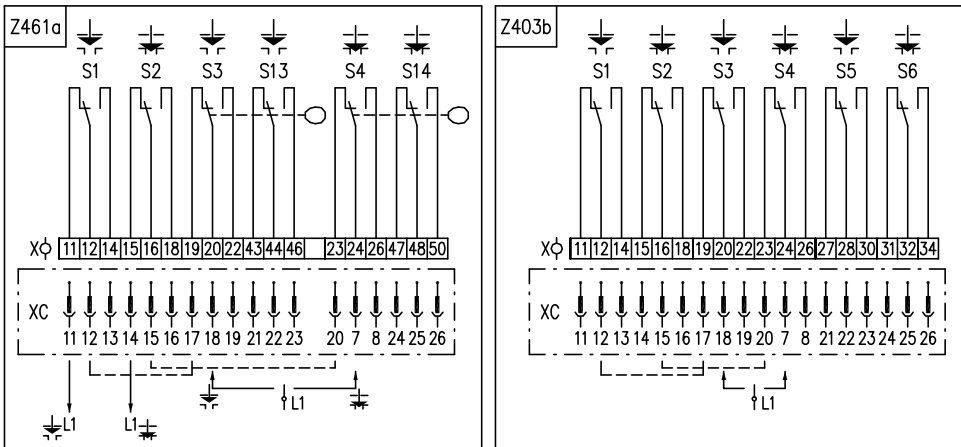 Z461a
S1 S2 S3 S13 S4 S14
X 11 12 14 15 16 18 19 20 22 43 44 46 23 24 26 47 48 50
XC
11 12 13 14 15 16 17 18 19 21 22 23 20 7 8 24 25 26
L1 L1 L1
Z403b
S1 S2 S3 S4 S5 S6
X 11 12 14 15 16 18 19 20 22 23 24 26 27 28 30 31 32 34
XC
11 12 13 14 15 16 17 18 19 20 7 8 21 22 23 24 25 26
L1